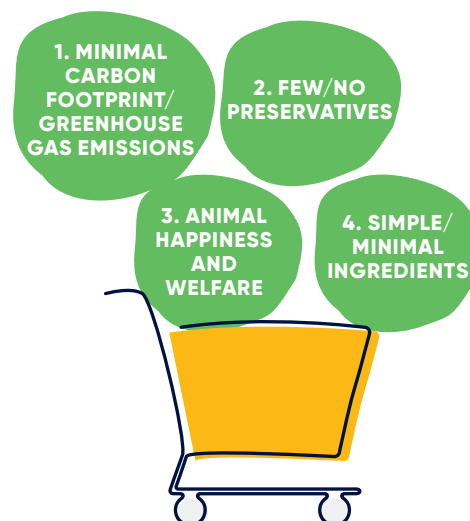 1. MINIMAL
CARBON
FOOTPRINT/
GREENHOUSE
GAS EMISSIONS
2. FEW/NO
PRESERVATIVES
3. ANIMAL
HAPPINESS
AND
WELFARE
4. SIMPLE/
MINIMAL
INGREDIENTS